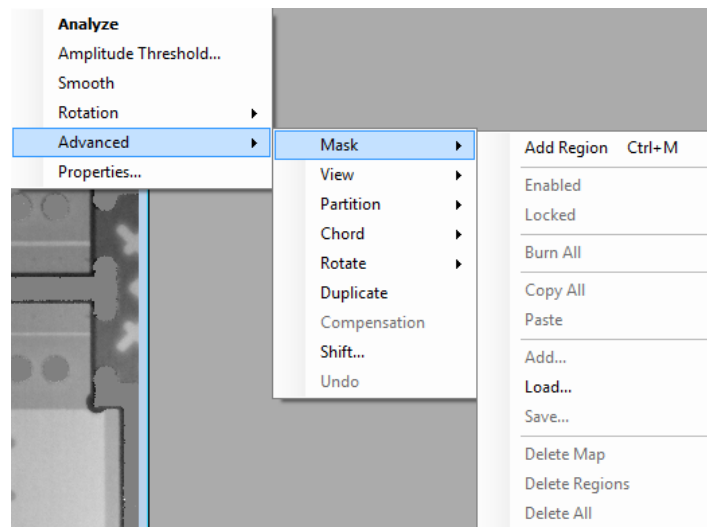 Analyze
Amplitude Threshold...
Smooth
Rotation
Advanced
Properties...
Mask
View
Partition
Chord
Rotate
Duplicate
Compensation
Shift...
Undo
Add Region Ctrl+M
Enabled
Locked
Burn All
Copy All
Paste
Add...
Load...
Save...
Delete Map
Delete Regions
Delete All